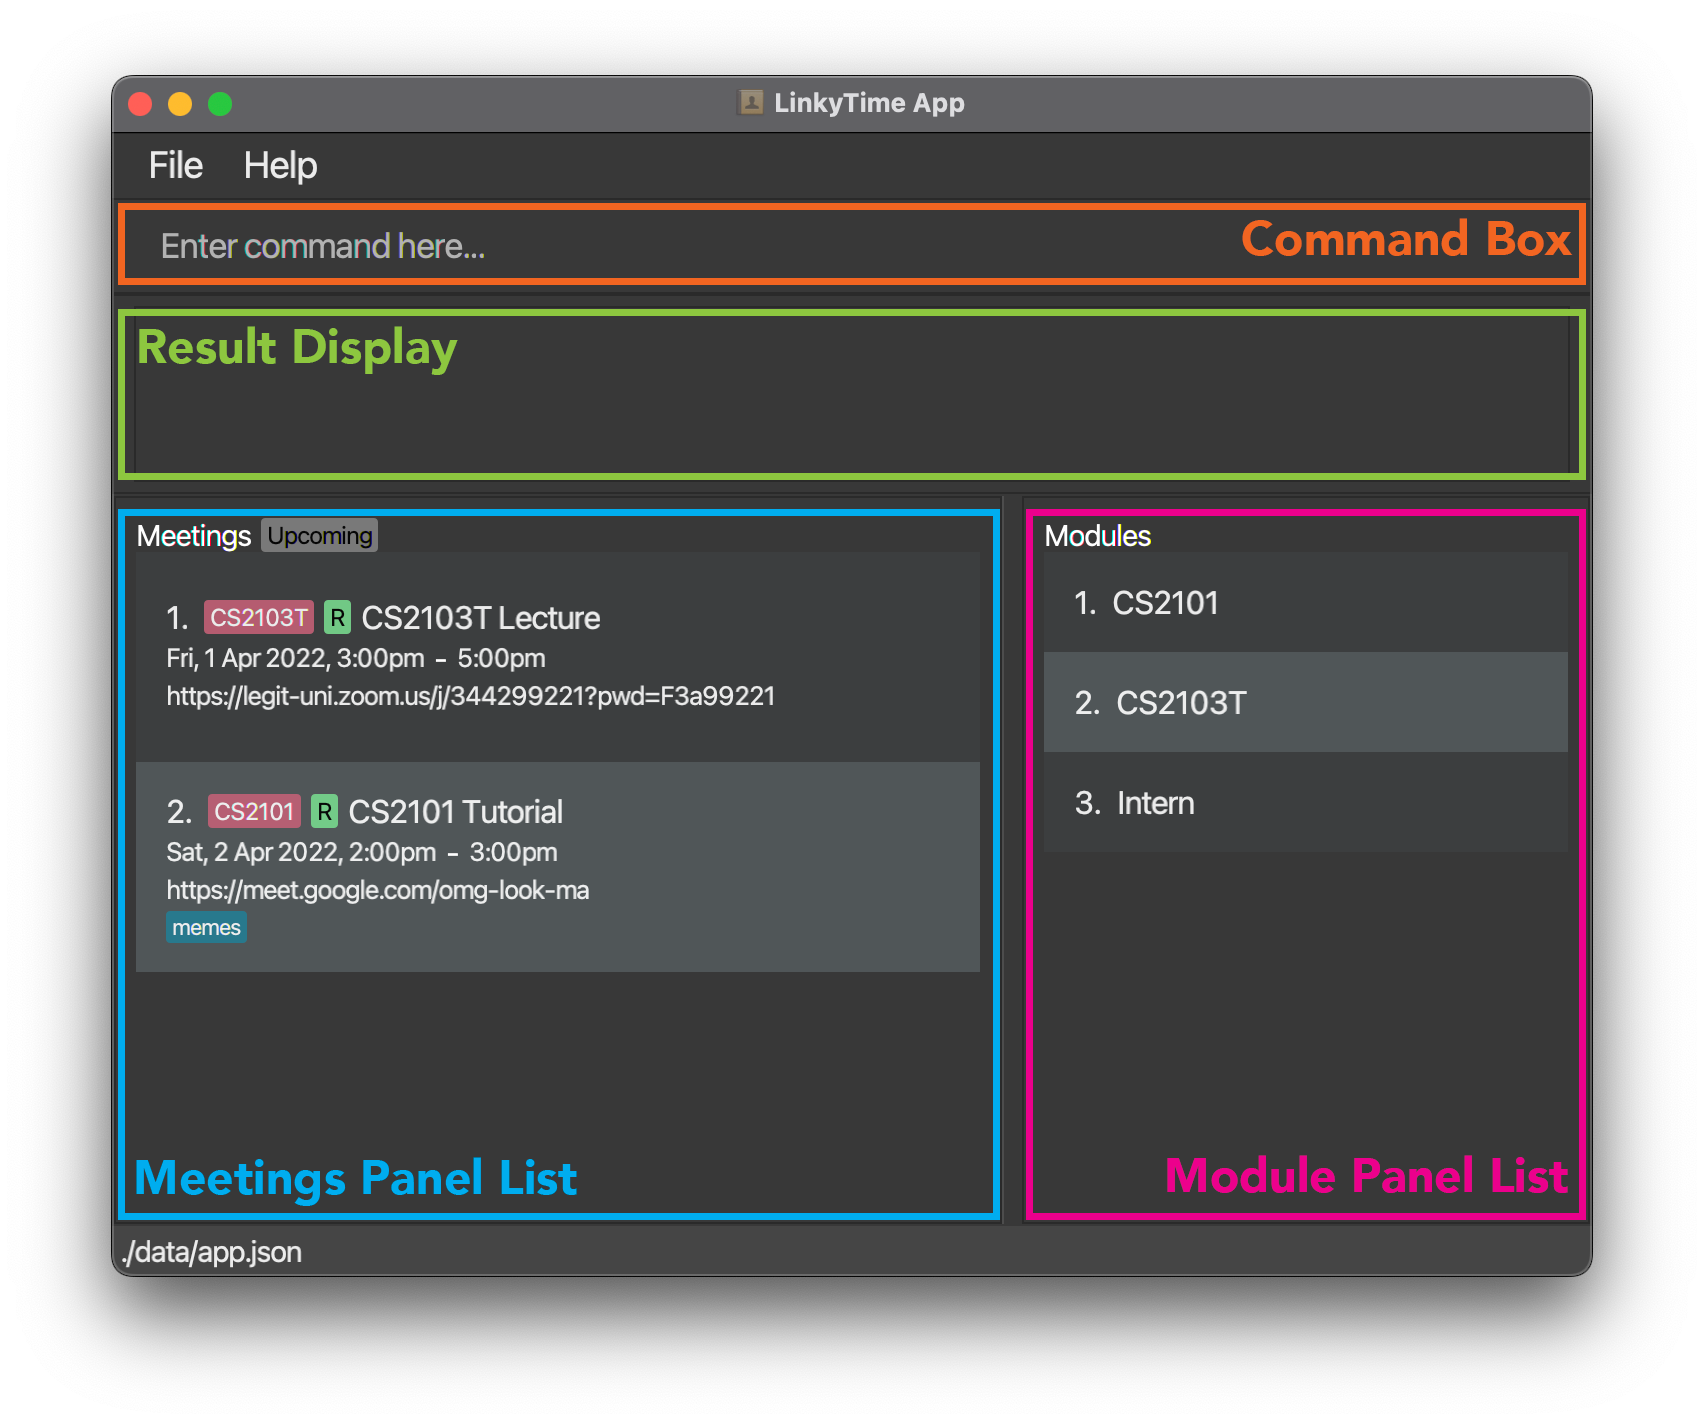 LinkyTime App
File Help
Enter command here...
Command Box
Result Display
Meetings Upcoming
1. CS2103T R CS2103T Lecture
Fri, 1 Apr 2022, 3:00pm - 5:00pm
https://legit-uni.zoom.us/j/344299221?pwd=F3a99221
2. CS2101 R CS2101 Tutorial
Sat, 2 Apr 2022, 2:00pm - 3:00pm
https://meet.google.com/omg-look-ma
memes
Meetings Panel List
Modules
1. CS2101
2. CS2103T
3. Intern
Module Panel List
./data/app.json